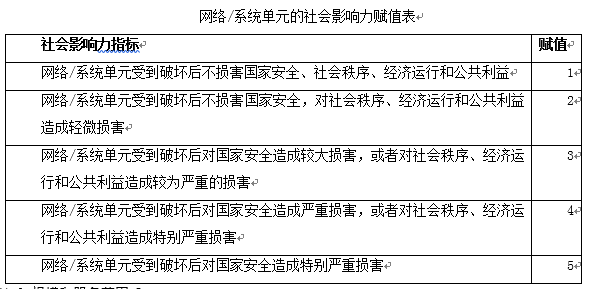 网络/系统单元的社会影响力赋值表
社会影响力指标 赋值
网络/系统单元受到破坏后不损害国家安全、社会秩序、经济运行和公共利益 1
网络/系统单元受到破坏后不损害国家安全，对社会秩序、经济运行和公共利益 2
造成轻微损害
网络/系统单元受到破坏后对国家安全造成较大损害，或者对社会秩序、经济运 3
行和公共利益造成较为严重的损害
网络/系统单元受到破坏后对国家安全造成严重损害，或者对社会秩序、经济运 4
行和公共利益造成特别严重损害
网络/系统单元受到破坏后对国家安全造成特别严重损害 5